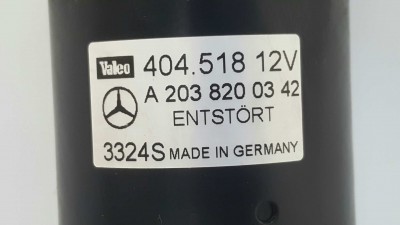 Valeo 404.518 12V
A 203 820 03 42
ENTSTÖRT
3324S MADE IN GERMANY